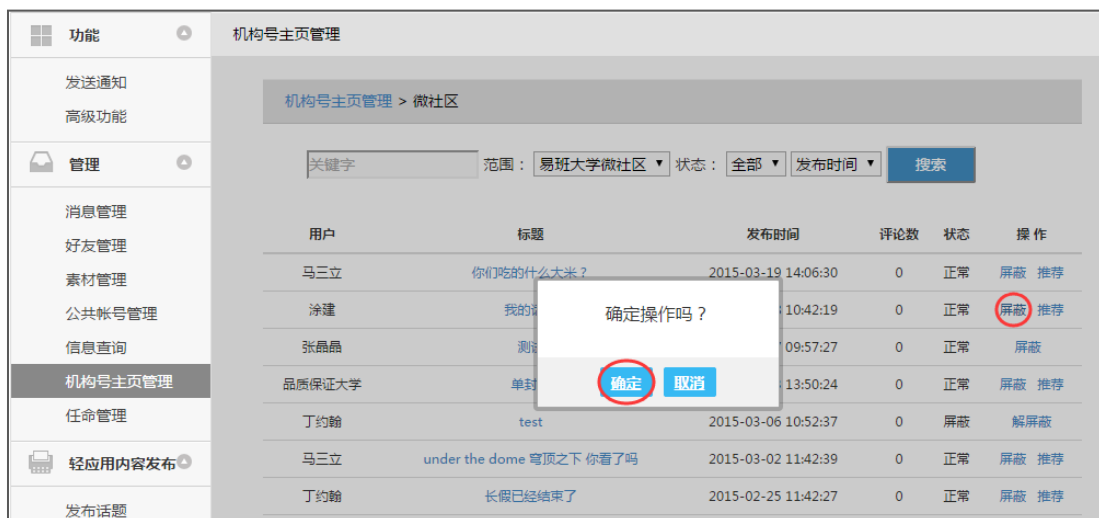 功能
机构号主页管理
发送通知
高级功能
机构号主页管理 > 微社区
管理
关键字 范围： 易班大学微社区 状态： 全部 发布时间 搜索
消息管理
好友管理
素材管理
公共帐号管理
信息查询
机构号主页管理
任命管理
轻应用内容发布
发布话题
用户 标题 发布时间 评论数 状态 操 作
马三立 你们吃的什么大米？ 2015-03-19 14:06:30 0 正常 屏蔽 推荐
涂建 我的 10:42:19 0 正常 屏蔽 推荐
张晶晶 测试 09:57:27 0 正常 屏蔽
品质保证大学 单封 13:50:24 0 正常 屏蔽 推荐
丁约翰 test 2015-03-06 10:52:37 0 屏蔽 解屏蔽
马三立 under the dome 穹顶之下 你看了吗 2015-03-02 11:42:39 0 正常 屏蔽 推荐
丁约翰 长假已经结束了 2015-02-25 11:42:27 0 正常 屏蔽 推荐
确定操作吗？
确定 取消